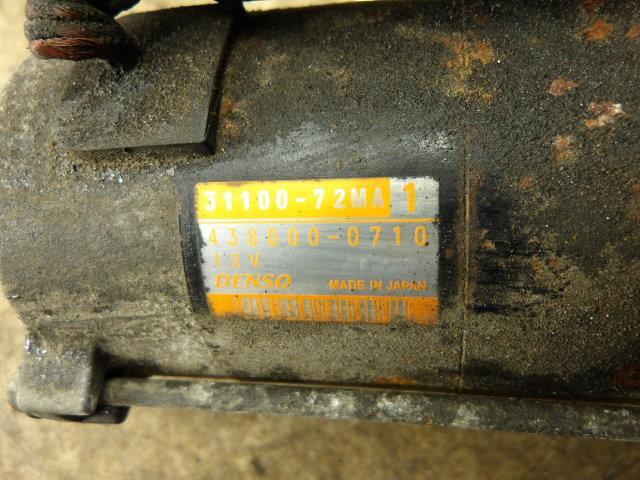 31100-72MA 1
438000-0710
12V
DENSO MADE IN JAPAN